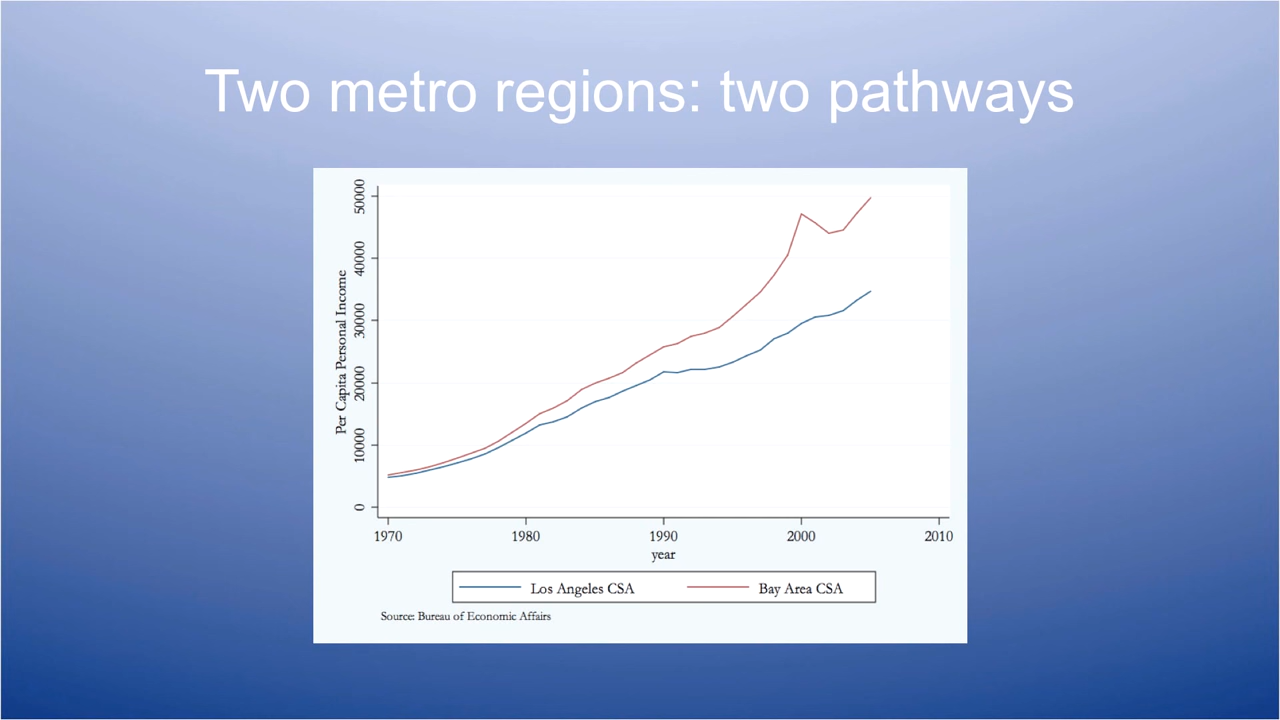 Two metro regions: two pathways
Per Capita Personal Income
50000
40000
30000
20000
10000
0
1970 1980 1990 2000 2010
year
Los Angeles CSA Bay Area CSA
Source: Bureau of Economic Affairs